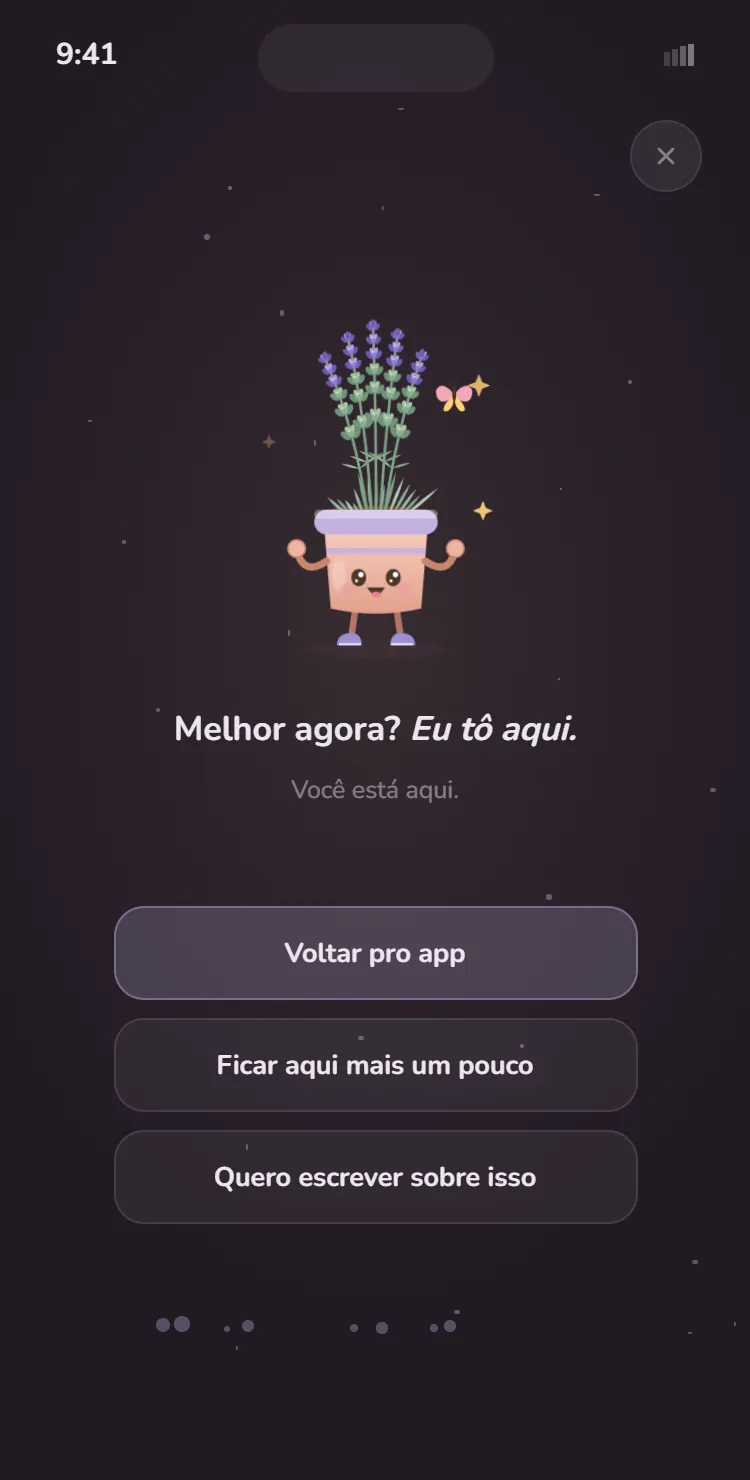 9:41
Melhor agora? Eu tô aqui.
Você está aqui.
Voltar pro app
Ficar aqui mais um pouco
Quero escrever sobre isso